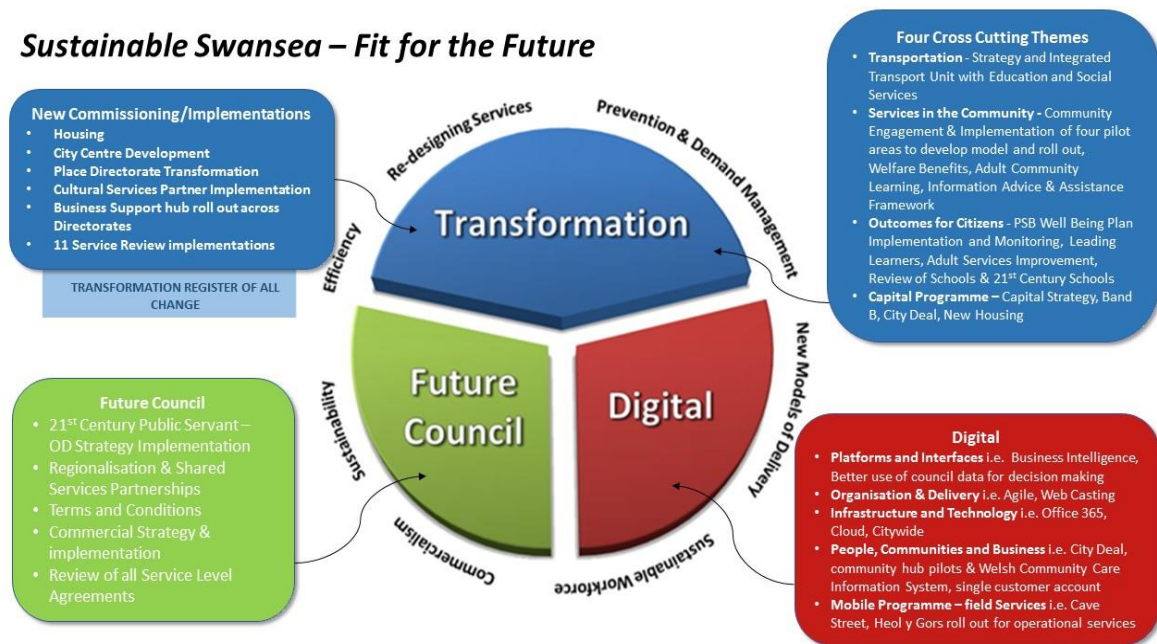 Sustainable Swansea – Fit for the Future
New Commissioning/Implementations
• Housing
• City Centre Development
• Place Directorate Transformation
• Cultural Services Partner Implementation
• Business Support hub roll out across
Directorates
• 11 Service Review implementations
TRANSFORMATION REGISTER OF ALL
CHANGE
Four Cross Cutting Themes
• Transportation - Strategy and Integrated
Transport Unit with Education and Social
Services
• Services in the Community - Community
Engagement & Implementation of four pilot
areas to develop model and roll out,
Welfare Benefits, Adult Community
Learning, Information Advice & Assistance
Framework
• Outcomes for Citizens - PSB Well Being Plan
Implementation and Monitoring, Leading
Learners, Adult Services Improvement,
Review of Schools & 21st Century Schools
• Capital Programme – Capital Strategy, Band
B, City Deal, New Housing
Efficiency
Re-designing Services
Prevention & Demand Management
New Models of Delivery
Sustainable Workforce
Commercialism
Sustainability
Transformation
Future
Council
Digital
Future Council
• 21st Century Public Servant –
OD Strategy Implementation
• Regionalisation & Shared
Services Partnerships
• Terms and Conditions
• Commercial Strategy &
implementation
• Review of all Service Level
Agreements
Digital
• Platforms and Interfaces i.e. Business Intelligence,
Better use of council data for decision making
• Organisation & Delivery i.e. Agile, Web Casting
• Infrastructure and Technology i.e. Office 365,
Cloud, Citywide
• People, Communities and Business i.e. City Deal,
community hub pilots & Welsh Community Care
Information System, single customer account
• Mobile Programme – field Services i.e. Cave
Street, Heol y Gors roll out for operational services